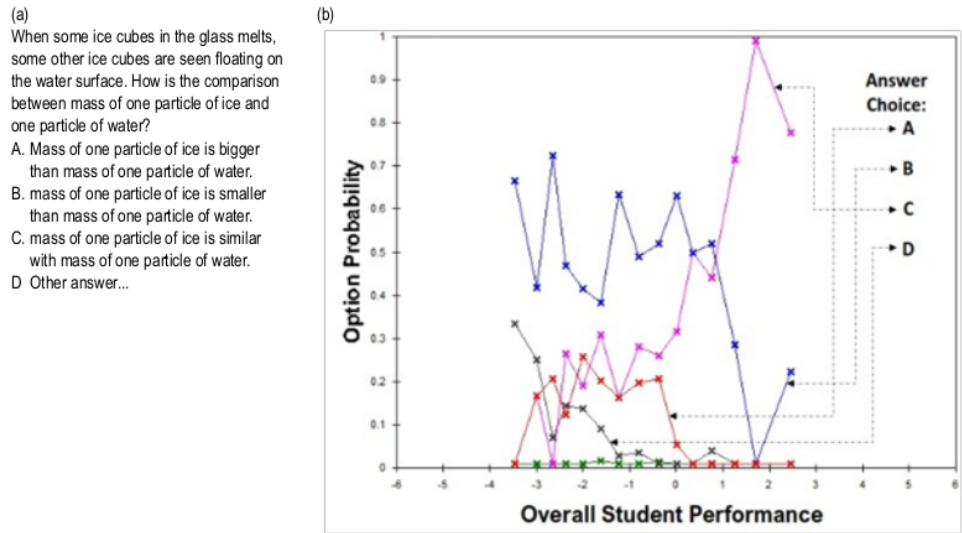 (a)
When some ice cubes in the glass melts,
some other ice cubes are seen floating on
the water surface. How is the comparison
between mass of one particle of ice and
one particle of water?
A. Mass of one particle of ice is bigger
than mass of one particle of water.
B. mass of one particle of ice is smaller
than mass of one particle of water.
C. mass of one particle of ice is similar
with mass of one particle of water.
D Other answer...
(b)
Option Probability
1
0.9
0.8
0.7
0.6
0.5
0.4
0.3
0.2
0.1
0
-6 -5 -4 -3 -2 -1 0 1 2 3 4 5 6
Overall Student Performance
Answer
Choice:
A
B
C
D